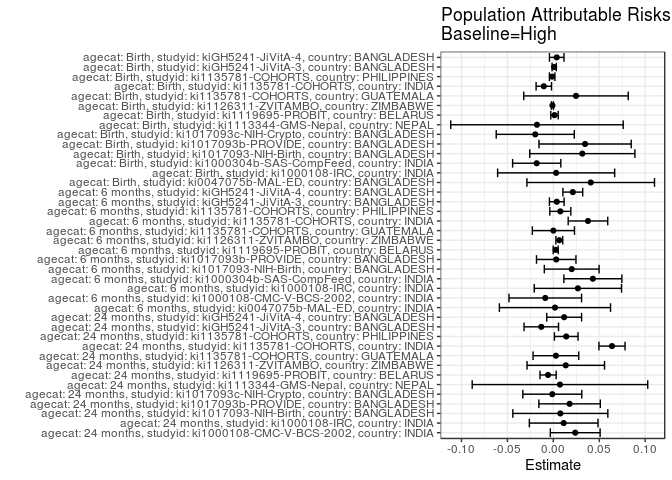 Population Attributable Risks
Baseline=High
agecat: Birth, studyid: kiGH5241-JiVitA-4, country: BANGLADESH
agecat: Birth, studyid: kiGH5241-JiVitA-3, country: BANGLADESH
agecat: Birth, studyid: ki1135781-COHORTS, country: PHILIPPINES
agecat: Birth, studyid: ki1135781-COHORTS, country: INDIA
agecat: Birth, studyid: ki1135781-COHORTS, country: GUATEMALA
agecat: Birth, studyid: ki1126311-ZVITAMBO, country: ZIMBABWE
agecat: Birth, studyid: ki1119695-PROBIT, country: BELARUS
agecat: Birth, studyid: ki1113344-GMS-Nepal, country: NEPAL
agecat: Birth, studyid: ki1017093c-NIH-Crypto, country: BANGLADESH
agecat: Birth, studyid: ki1017093b-PROVIDE, country: BANGLADESH
agecat: Birth, studyid: ki1017093-NIH-Birth, country: BANGLADESH
agecat: Birth, studyid: ki1000304b-SAS-CompFeed, country: INDIA
agecat: Birth, studyid: ki1000108-IRC, country: INDIA
agecat: Birth, studyid: ki0047075b-MAL-ED, country: BANGLADESH
agecat: 6 months, studyid: kiGH5241-JiVitA-4, country: BANGLADESH
agecat: 6 months, studyid: kiGH5241-JiVitA-3, country: BANGLADESH
agecat: 6 months, studyid: ki1135781-COHORTS, country: PHILIPPINES
agecat: 6 months, studyid: ki1135781-COHORTS, country: INDIA
agecat: 6 months, studyid: ki1135781-COHORTS, country: GUATEMALA
agecat: 6 months, studyid: ki1126311-ZVITAMBO, country: ZIMBABWE
agecat: 6 months, studyid: ki1119695-PROBIT, country: BELARUS
agecat: 6 months, studyid: ki1017093b-PROVIDE, country: BANGLADESH
agecat: 6 months, studyid: ki1017093-NIH-Birth, country: BANGLADESH
agecat: 6 months, studyid: ki1000304b-SAS-CompFeed, country: INDIA
agecat: 6 months, studyid: ki1000108-IRC, country: INDIA
agecat: 6 months, studyid: ki1000108-CMC-V-BCS-2002, country: INDIA
agecat: 6 months, studyid: ki0047075b-MAL-ED, country: INDIA
agecat: 24 months, studyid: kiGH5241-JiVitA-4, country: BANGLADESH
agecat: 24 months, studyid: kiGH5241-JiVitA-3, country: BANGLADESH
agecat: 24 months, studyid: ki1135781-COHORTS, country: PHILIPPINES
agecat: 24 months, studyid: ki1135781-COHORTS, country: INDIA
agecat: 24 months, studyid: ki1135781-COHORTS, country: GUATEMALA
agecat: 24 months, studyid: ki1126311-ZVITAMBO, country: ZIMBABWE
agecat: 24 months, studyid: ki1119695-PROBIT, country: BELARUS
agecat: 24 months, studyid: ki1113344-GMS-Nepal, country: NEPAL
agecat: 24 months, studyid: ki1017093c-NIH-Crypto, country: BANGLADESH
agecat: 24 months, studyid: ki1017093b-PROVIDE, country: BANGLADESH
agecat: 24 months, studyid: ki1017093-NIH-Birth, country: BANGLADESH
agecat: 24 months, studyid: ki1000108-IRC, country: INDIA
agecat: 24 months, studyid: ki1000108-CMC-V-BCS-2002, country: INDIA
-0.10 -0.05 0.00 0.05 0.10
Estimate